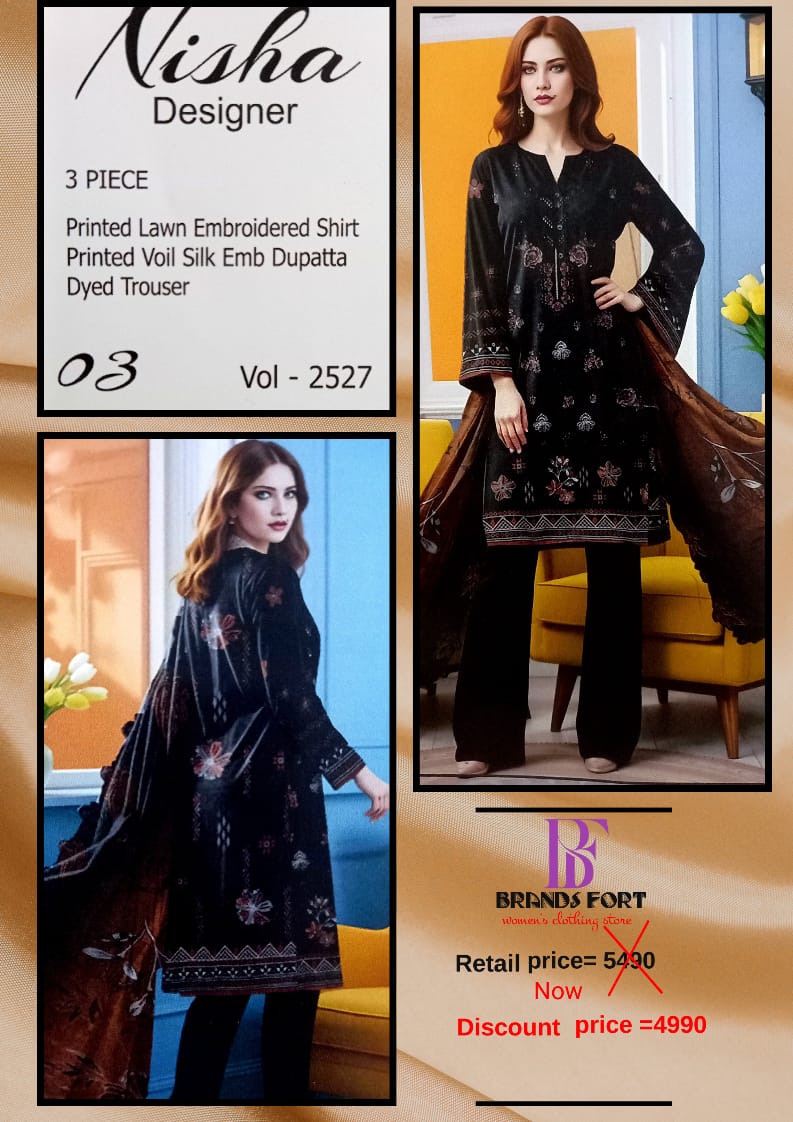 Nisha
Designer
3 PIECE
Printed Lawn Embroidered Shirt
Printed Voil Silk Emb Dupatta
Dyed Trouser
03
Vol - 2527
BF
BRANDS FORT
women's clothing store
Retail price= 5490
Now
Discount price =4990